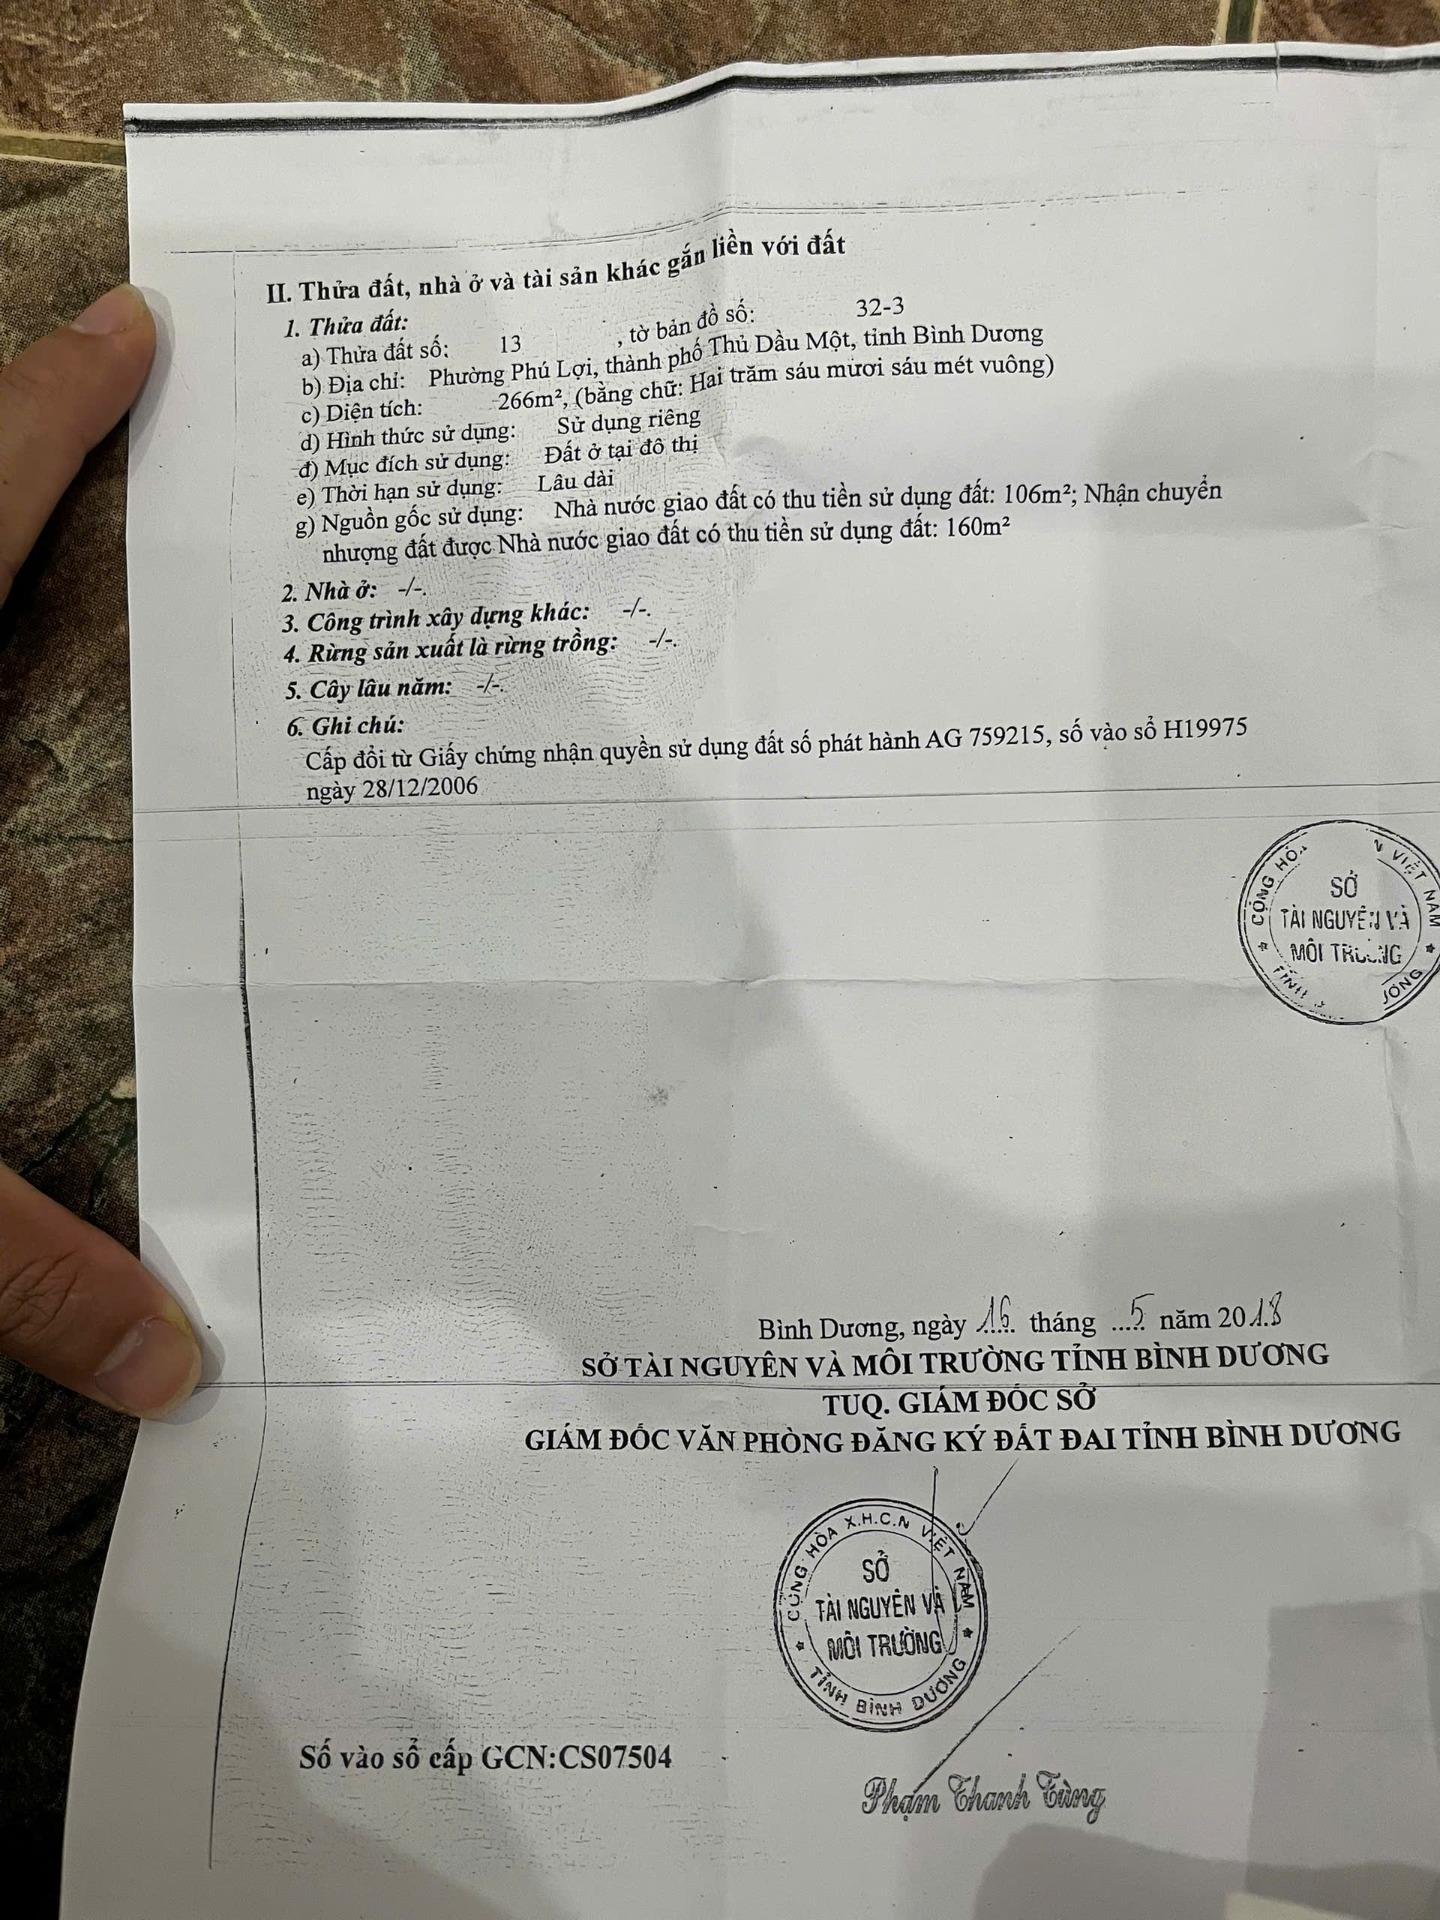 II. Thửa đất, nhà ở và tài sản khác gắn liền với đất
1. Thửa đất:
a) Thửa đất số: 13 , tờ bản đồ số: 32-3
b) Địa chỉ: Phường Phú Lợi, thành phố Thủ Dầu Một, tỉnh Bình Dương
c) Diện tích: 266m², (bằng chữ: Hai trăm sáu mươi sáu mét vuông)
d) Hình thức sử dụng: Sử dụng riêng
đ) Mục đích sử dụng: Đất ở tại đô thị
e) Thời hạn sử dụng: Lâu dài
g) Nguồn gốc sử dụng: Nhà nước giao đất có thu tiền sử dụng đất: 106m²; Nhận chuyển
nhượng đất được Nhà nước giao đất có thu tiền sử dụng đất: 160m²
2. Nhà ở: -/-.
3. Công trình xây dựng khác: -/-.
4. Rừng sản xuất là rừng trồng: -/-.
5. Cây lâu năm: -/-.
6. Ghi chú:
Cấp đổi từ Giấy chứng nhận quyền sử dụng đất số phát hành AG 759215, số vào sổ H19975
ngày 28/12/2006
CỘNG HÒA VIỆT NAM
SỞ
TÀI NGUYÊN VÀ
MÔI TRƯỜNG
TỈNH
Bình Dương, ngày 16 tháng 5 năm 2018
SỞ TÀI NGUYÊN VÀ MÔI TRƯỜNG TỈNH BÌNH DƯƠNG
TUQ. GIÁM ĐỐC SỞ
GIÁM ĐỐC VĂN PHÒNG ĐĂNG KÝ ĐẤT ĐAI TỈNH BÌNH DƯƠNG
CỘNG HÒA X.H.C.N VIỆT NAM
SỞ
TÀI NGUYÊN VÀ
MÔI TRƯỜNG
TỈNH BÌNH DƯƠNG
Số vào sổ cấp GCN:CS07504
Phạm Thanh Tùng